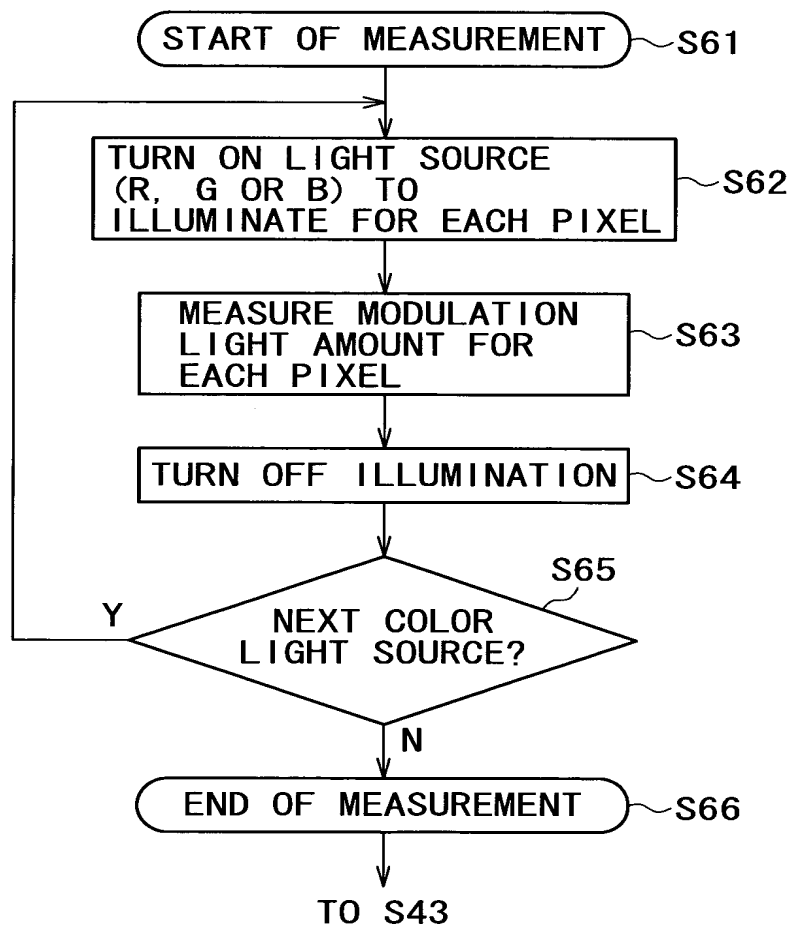 START OF MEASUREMENT
S61
TURN ON LIGHT SOURCE
(R, G OR B) TO
ILLUMINATE FOR EACH PIXEL
S62
MEASURE MODULATION
LIGHT AMOUNT FOR
EACH PIXEL
S63
TURN OFF ILLUMINATION
S64
S65
NEXT COLOR
LIGHT SOURCE?
Y
N
END OF MEASUREMENT
S66
TO S43